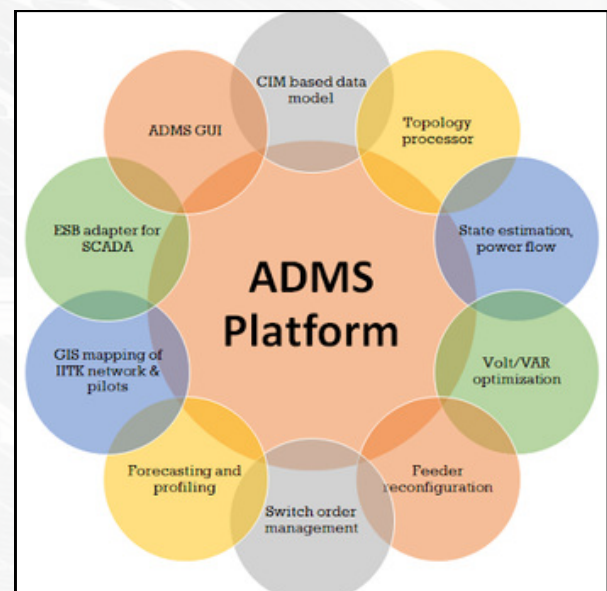 CIM based data
model
Topology
processor
State estimation,
power flow
Volt/VAR
optimization
Feeder
reconfiguration
Switch order
management
Forecasting and
profiling
GIS mapping of
IITK network &
pilots
ESB adapter for
SCADA
ADMS GUI
ADMS
Platform